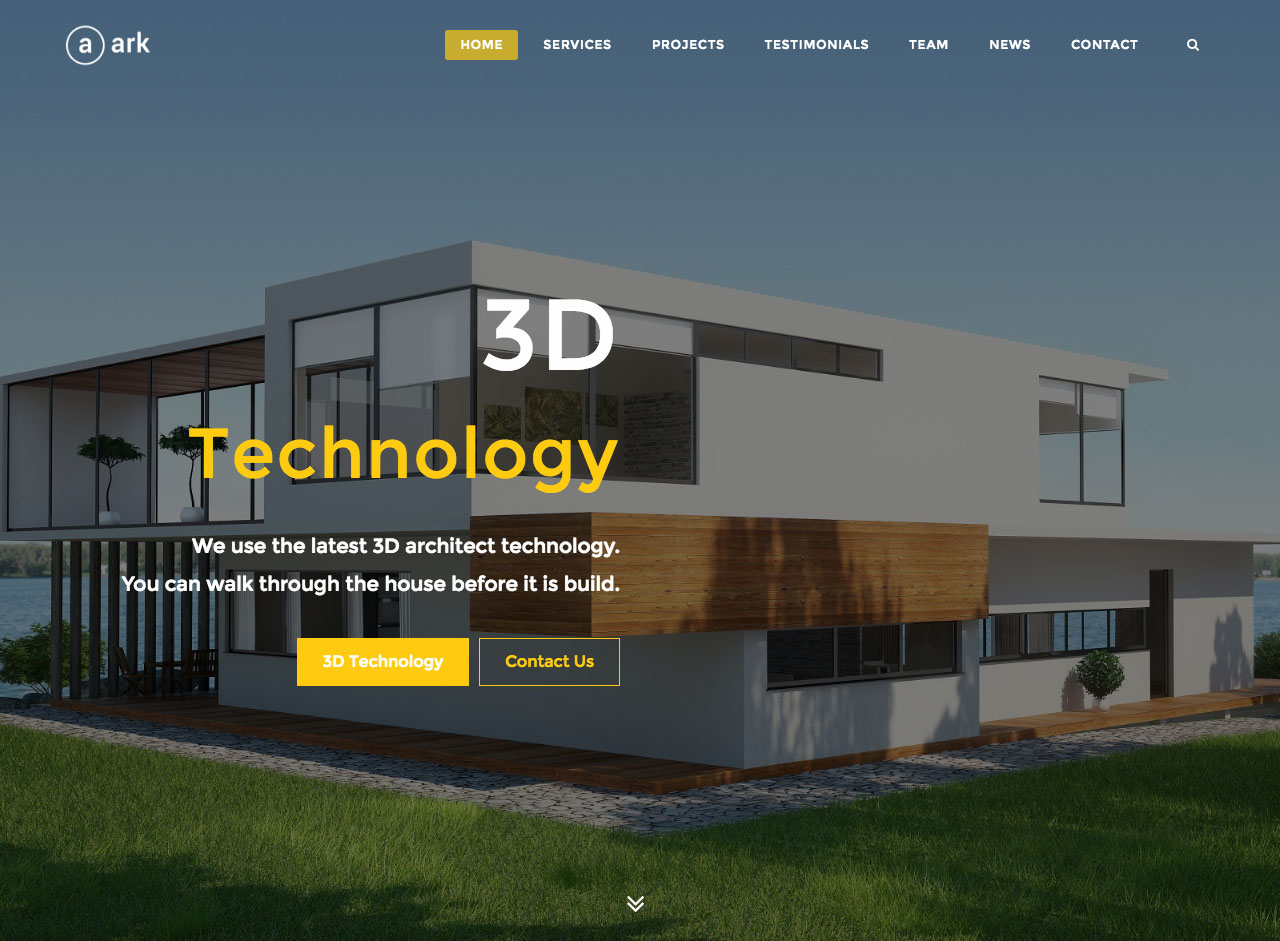 a ark
HOME SERVICES PROJECTS TESTIMONIALS TEAM NEWS CONTACT
3D
Technology
We use the latest 3D architect technology.
You can walk through the house before it is build.
3D Technology Contact Us